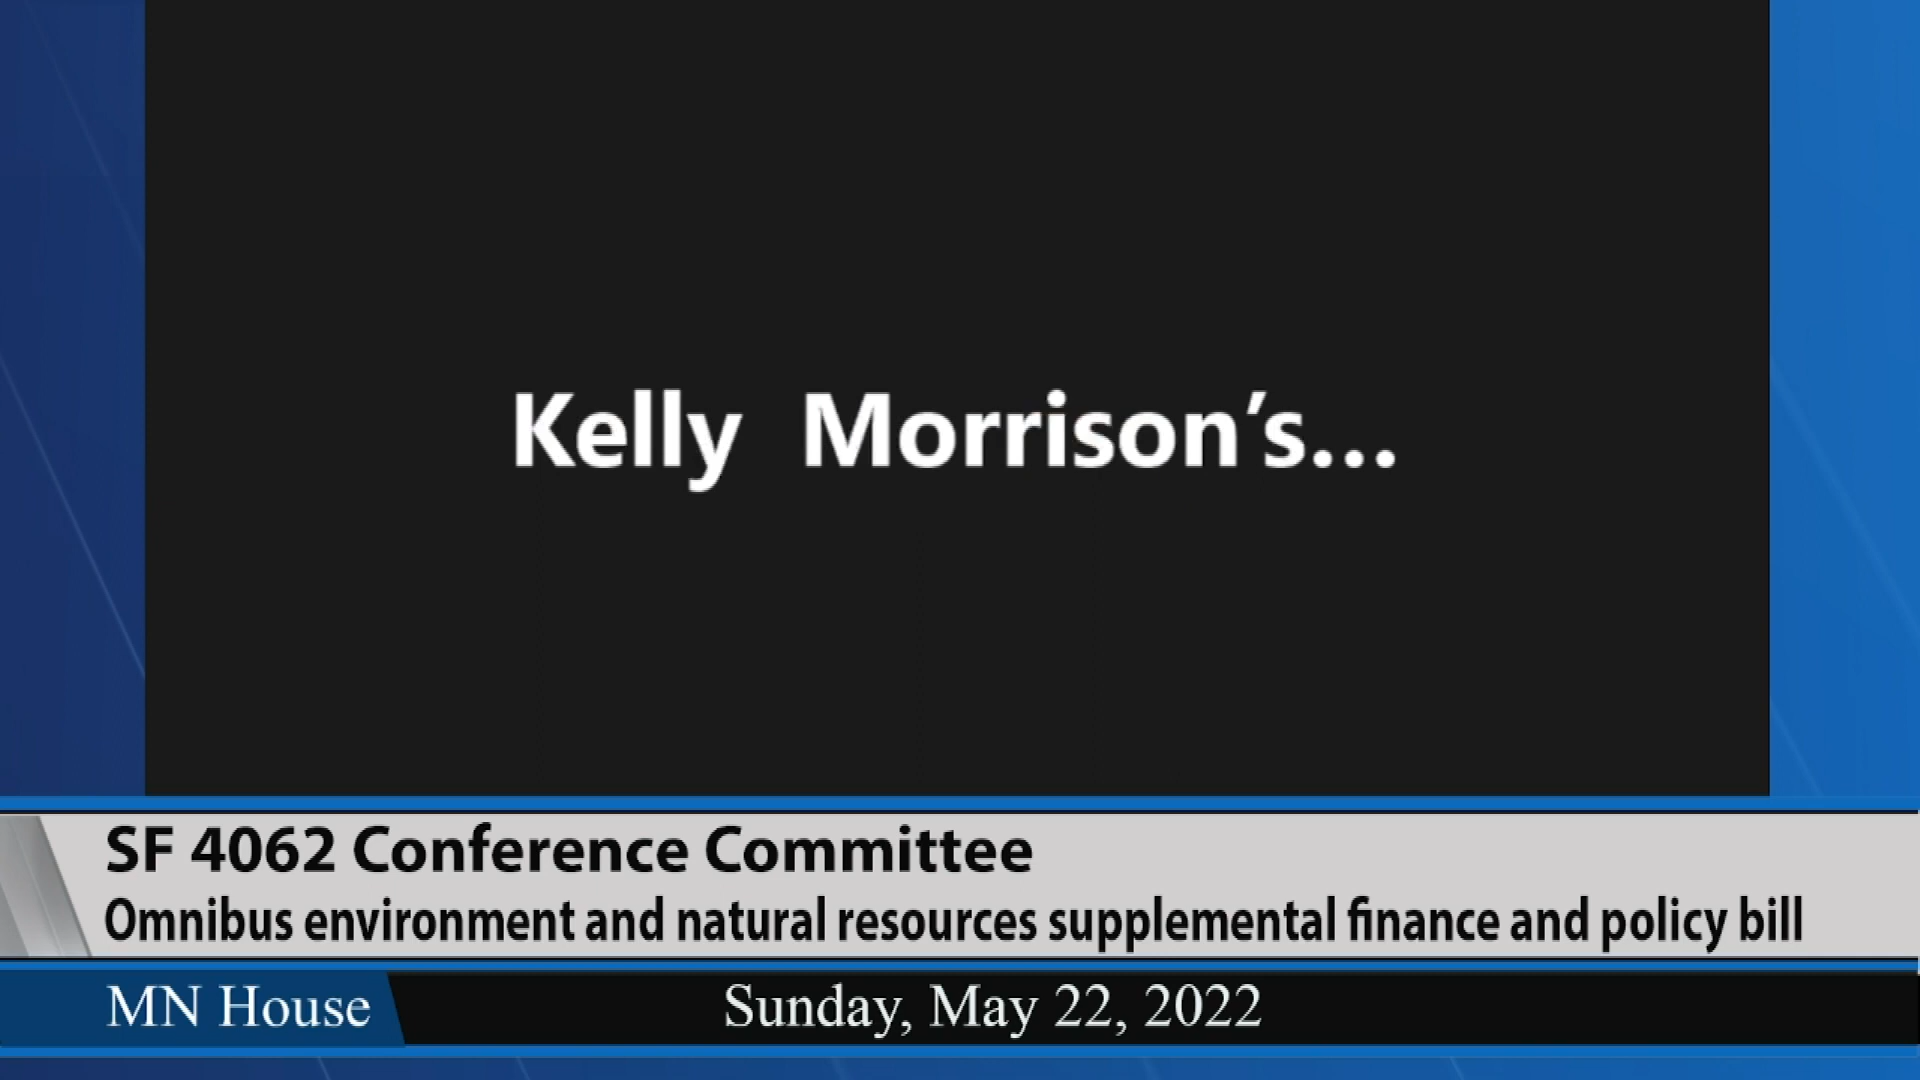 Kelly Morrison’s...
SF 4062 Conference Committee
Omnibus environment and natural resources supplemental finance and policy bill
MN House
Sunday, May 22, 2022